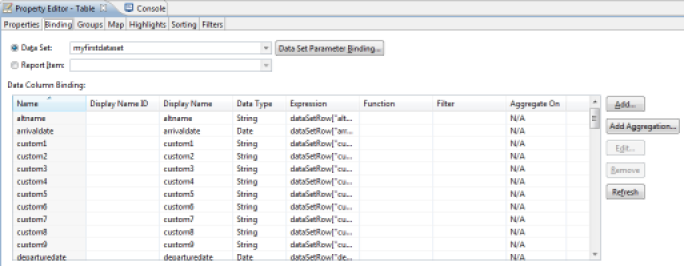 Property Editor - Table Console
Properties Binding Groups Map Highlights Sorting Filters
Data Set: myfirstdataset Data Set Parameter Binding...
Report Item:
Data Column Binding:
Name Display Name ID Display Name Data Type Expression Function Filter Aggregate On Add...
altname altname String dataSetRow["alt... N/A
arrivaldate arrivaldate Date dataSetRow["arr... N/A Add Aggregation...
custom1 custom1 String dataSetRow["cu... N/A
custom2 custom2 String dataSetRow["cu... N/A Edit...
custom3 custom3 String dataSetRow["cu... N/A
custom4 custom4 String dataSetRow["cu... N/A Remove
custom5 custom5 String dataSetRow["cu... N/A
custom6 custom6 String dataSetRow["cu... N/A Refresh
custom7 custom7 String dataSetRow["cu... N/A
custom8 custom8 String dataSetRow["cu... N/A
custom9 custom9 String dataSetRow["cu... N/A
departuredate departuredate Date dataSetRow["de... N/A